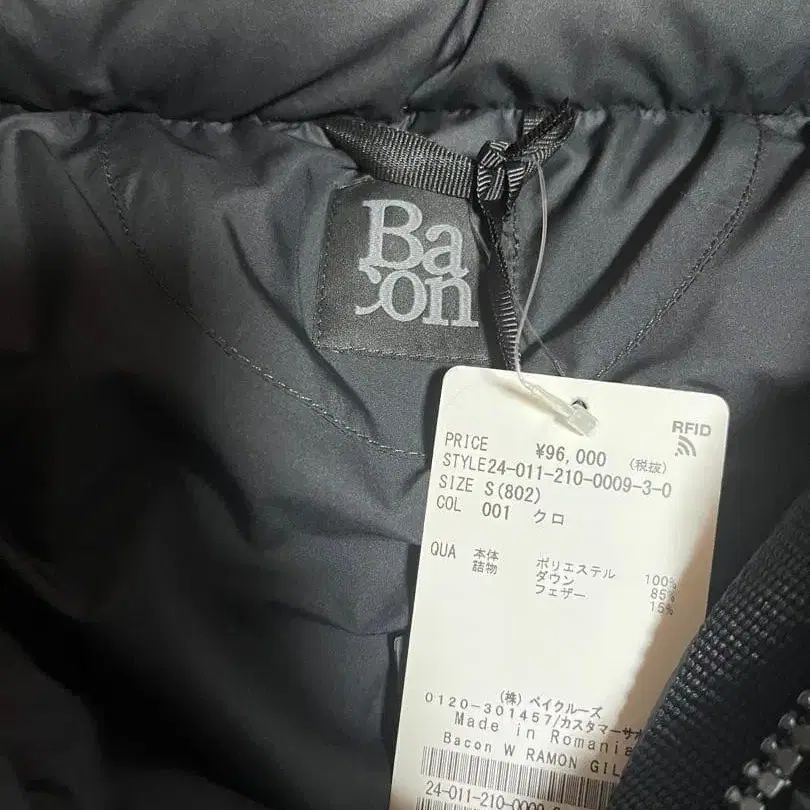 Ba
con
RFID
PRICE ¥96,000 (税抜)
STYLE24-011-210-0009-3-0
SIZE S(802)
COL 001 クロ
QUA 本体 ポリエステル 100%
詰物 ダウン 85%
フェザー 15%
(株)ベイクルーズ
0120-301457/カスタマーサ
Made in Romania
Bacon W RAMON GIL
24-011-210-0009-3